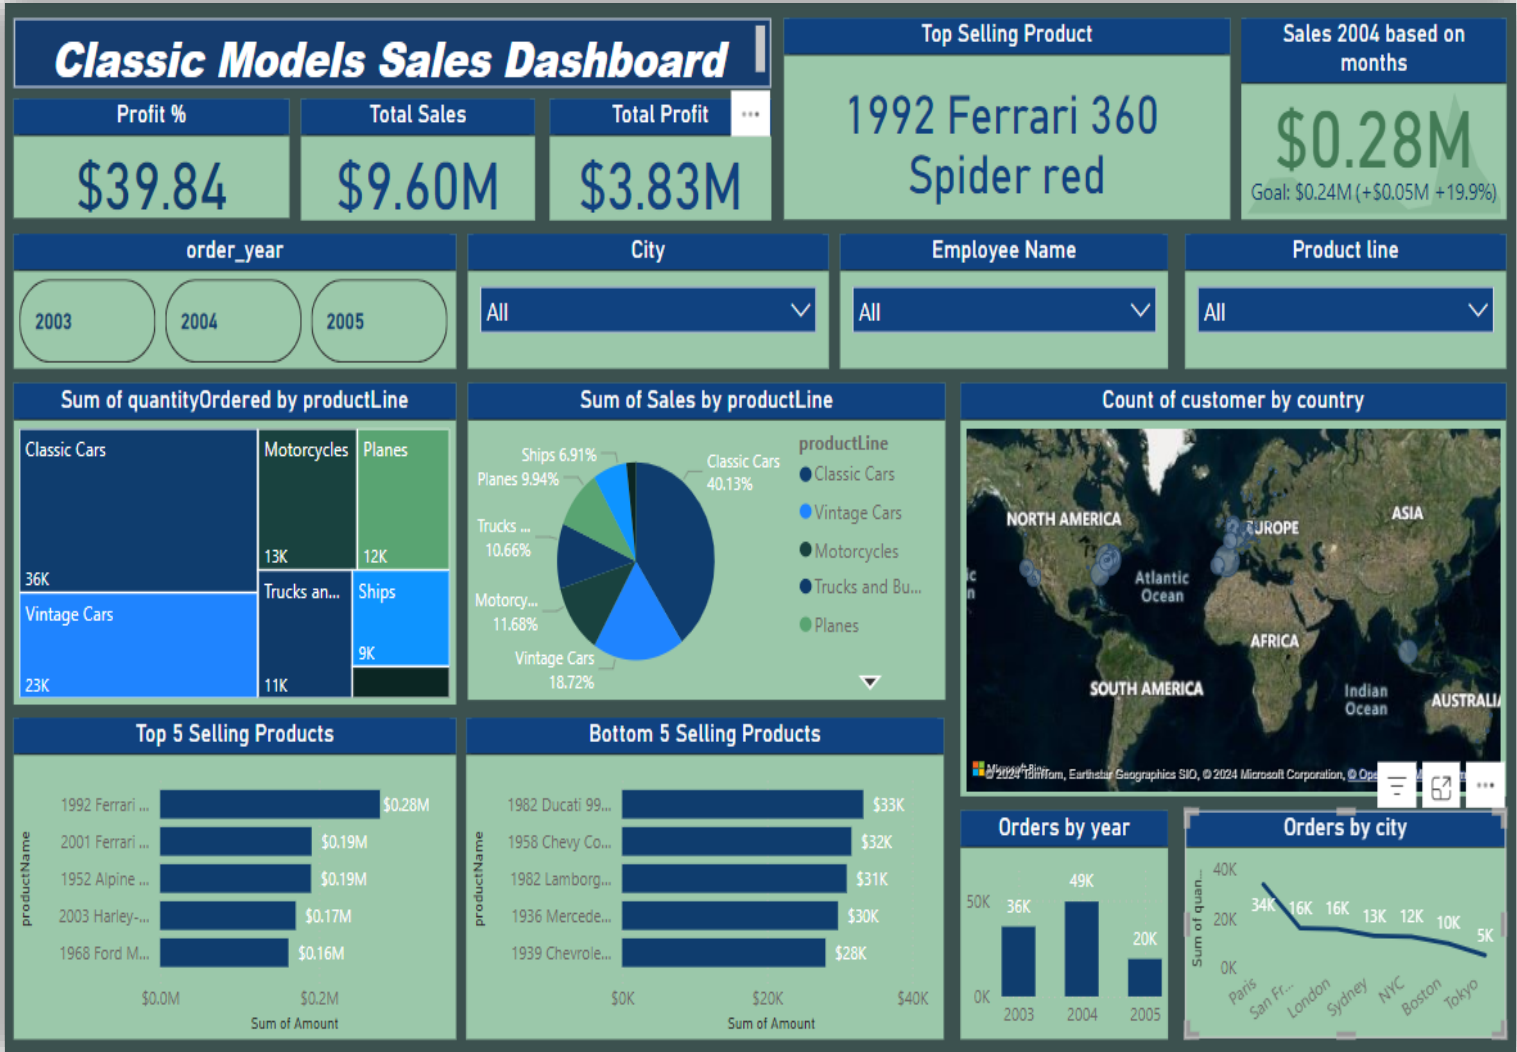 Classic Models Sales Dashboard
Profit %
$39.84
Total Sales
$9.60M
Total Profit
$3.83M
Top Selling Product
1992 Ferrari 360
Spider red
Sales 2004 based on
months
$0.28M
Goal: $0.24M (+$0.05M +19.9%)
order_year
2003
2004
2005
City
All
Employee Name
All
Product line
All
Sum of quantityOrdered by productLine
Classic Cars
36K
Vintage Cars
23K
Motorcycles
13K
Planes
12K
Trucks an...
11K
Ships
9K
Sum of Sales by productLine
Ships 6.91%
Planes 9.94%
Trucks ...
10.66%
Motorcy...
11.68%
Vintage Cars
18.72%
Classic Cars
40.13%
productLine
Classic Cars
Vintage Cars
Motorcycles
Trucks and Bu...
Planes
Count of customer by country
NORTH AMERICA
EUROPE
ASIA
Atlantic
Ocean
AFRICA
SOUTH AMERICA
Indian
Ocean
AUSTRALIA
© 2024 TomTom, Earthstar Geographics SIO, © 2024 Microsoft Corporation, ©
Top 5 Selling Products
productName
1992 Ferrari ...
$0.28M
2001 Ferrari ...
$0.19M
1952 Alpine ...
$0.19M
2003 Harley-...
$0.17M
1968 Ford M...
$0.16M
$0.0M
$0.2M
Sum of Amount
Bottom 5 Selling Products
productName
1982 Ducati 99...
$33K
1958 Chevy Co...
$32K
1982 Lamborg...
$31K
1936 Mercede...
$30K
1939 Chevrole...
$28K
$0K
$20K
$40K
Sum of Amount
Orders by year
50K
0K
36K
49K
20K
2003
2004
2005
Orders by city
Sum of quan...
40K
20K
0K
34K
16K
16K
13K
12K
10K
5K
Paris
San Fr...
London
Sydney
NYC
Boston
Tokyo